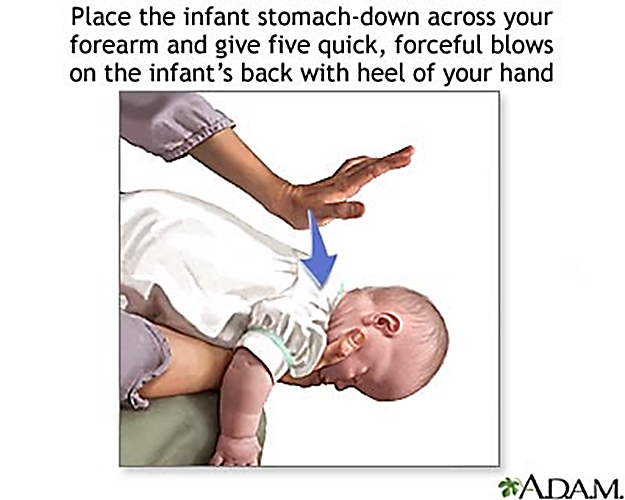 Place the infant stomach-down across your
forearm and give five quick, forceful blows
on the infant's back with heel of your hand
A.D.A.M.